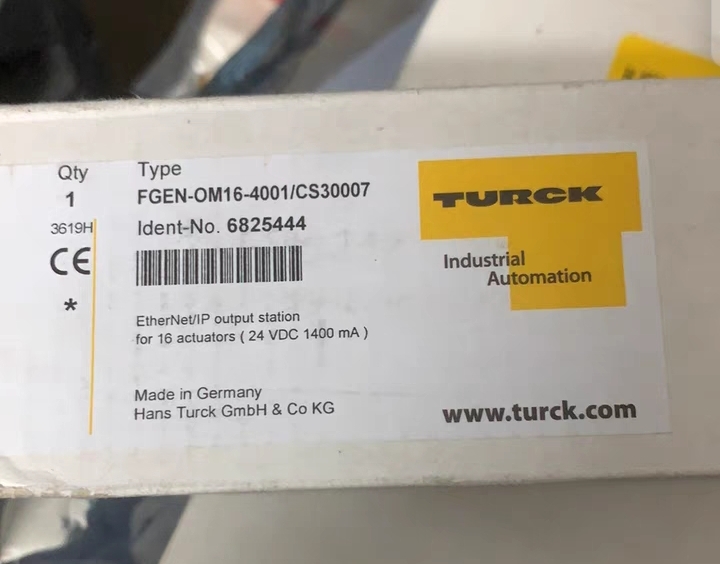 Qty
1
3619H
CE
*
Type
FGEN-OM16-4001/CS30007
Ident-No. 6825444
EtherNet/IP output station
for 16 actuators ( 24 VDC 1400 mA )
Made in Germany
Hans Turck GmbH & Co KG
TURCK
Industrial
Automation
www.turck.com